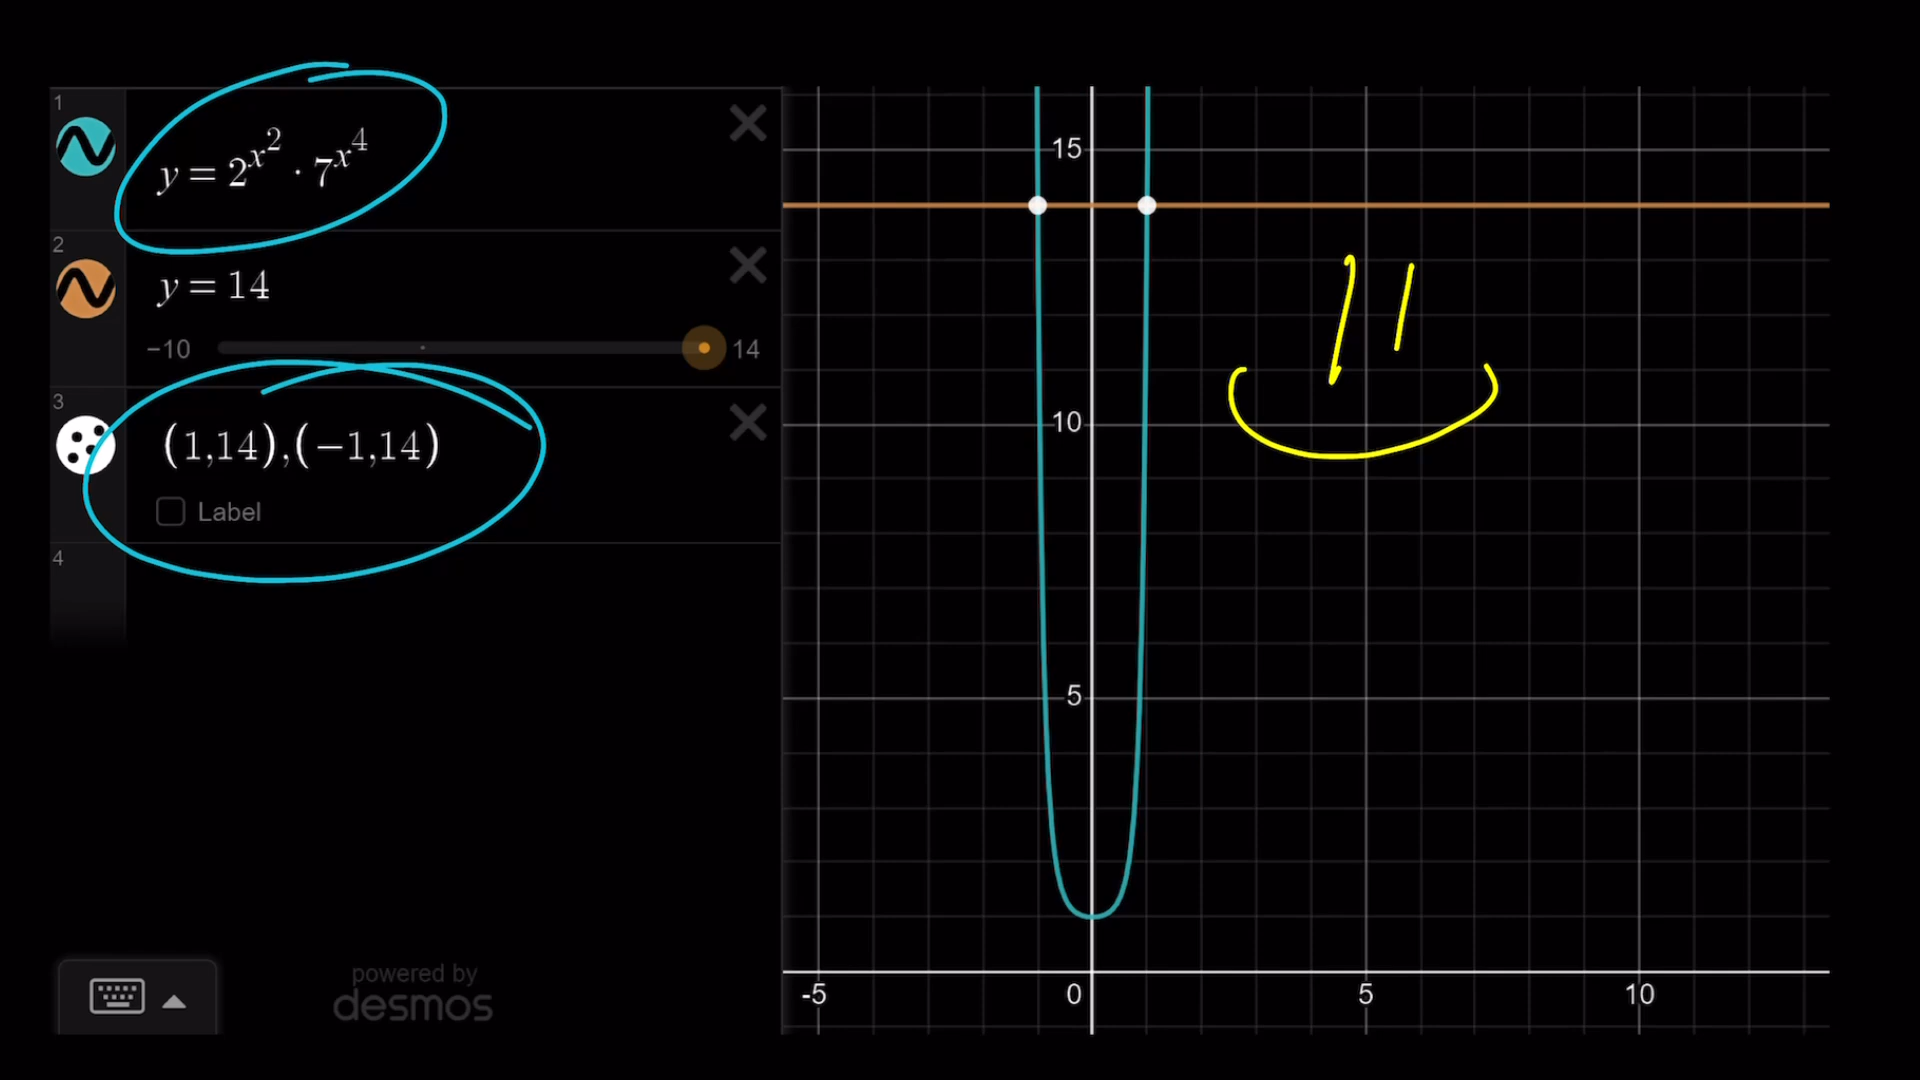 1
y = 2^{x^2} · 7^{x^4}
2
y = 14
−10 14
3
(1,14),(−1,14)
Label
4
powered by
desmos
15
10
5
-5 0 5 10